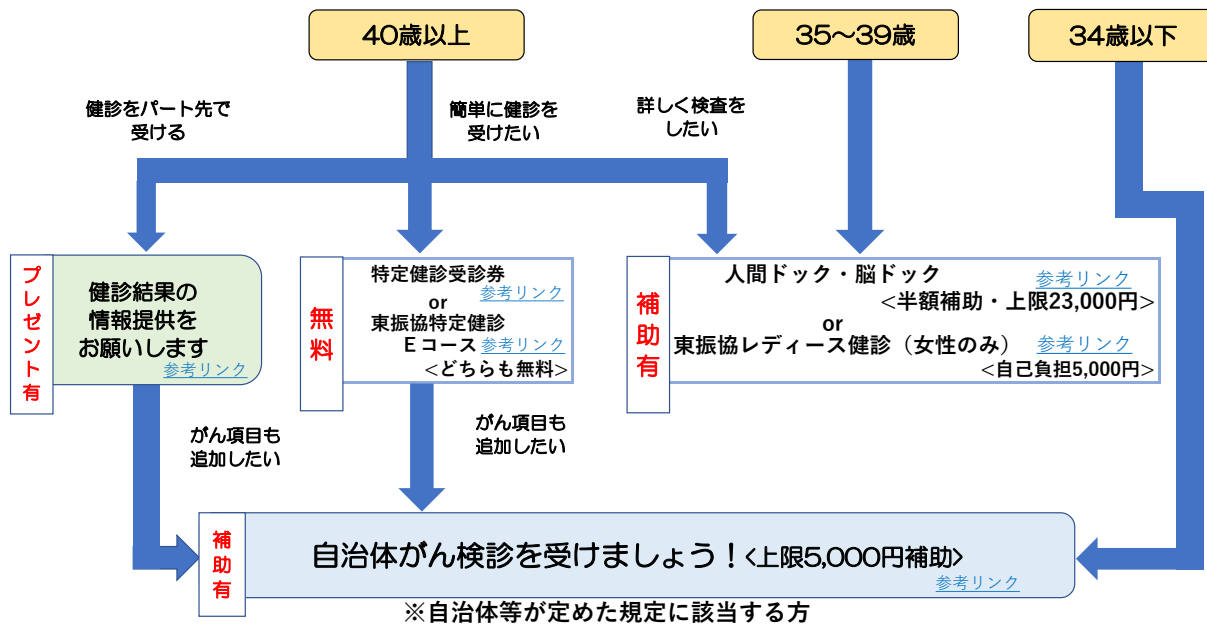 40歳以上
35～39歳
34歳以下
健診をパート先で
受ける
簡単に健診を
受けたい
詳しく検査を
したい
プレゼント有
健診結果の
情報提供を
お願いします
参考リンク
無料
特定健診受診券
参考リンク
or
東振協特定健診
Eコース 参考リンク
<どちらも無料>
補助有
人間ドック・脳ドック
参考リンク
<半額補助・上限23,000円>
or
東振協レディース健診（女性のみ） 参考リンク
<自己負担5,000円>
がん項目も
追加したい
がん項目も
追加したい
補助有
自治体がん検診を受けましょう！<上限5,000円補助>
参考リンク
※自治体等が定めた規定に該当する方